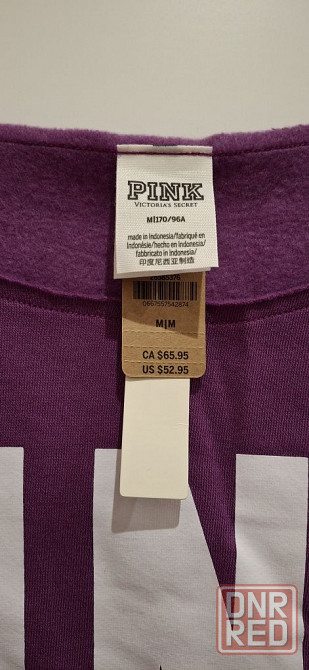 PINK
VICTORIA'S SECRET
M|170/96A
made in Indonesia/fabriqué en
Indonésie/hecho en Indonesia/
fabbricato in Indonesia/
印度尼西亚制造
0667557542874
M|M
CA $65.95
US $52.95
DNR
RED